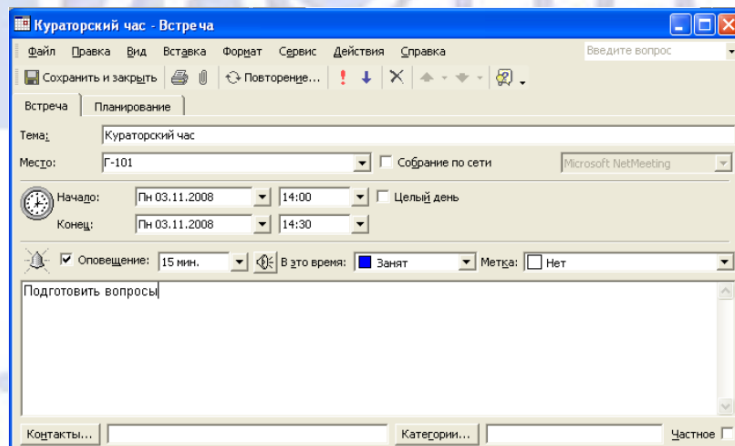 Кураторский час - Встреча
Файл Правка Вид Вставка Формат Сервис Действия Справка Введите вопрос
Сохранить и закрыть Повторение...
Встреча Планирование
Тема: Кураторский час
Место: Г-101 Собрание по сети Microsoft NetMeeting
Начало: Пн 03.11.2008 14:00 Целый день
Конец: Пн 03.11.2008 14:30
Оповещение: 15 мин. В это время: Занят Метка: Нет
Подготовить вопросы
Контакты... Категории... Частное